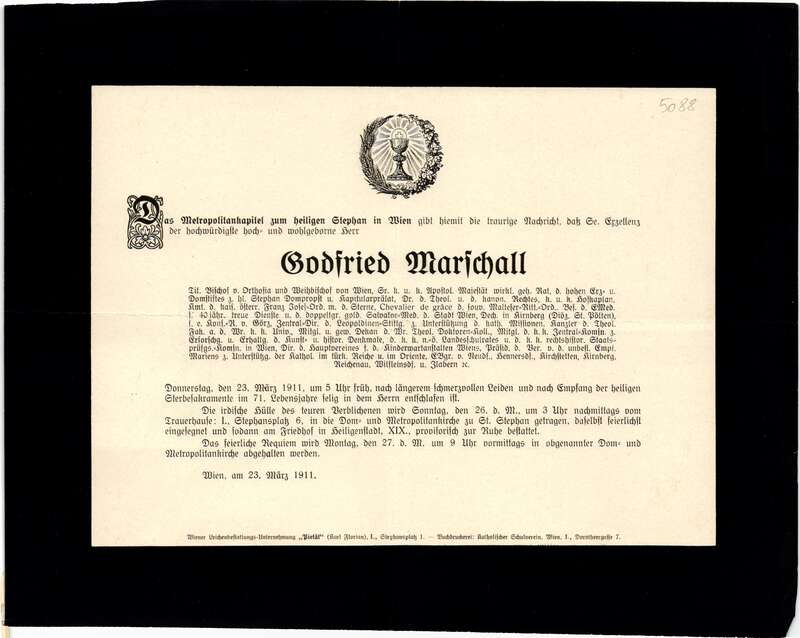 5088
Das Metropolitankapitel zum heiligen Stephan in Wien gibt hiemit die traurige Nachricht, daß Se. Exzellenz
der hochwürdigste hoch- und wohlgeborne Herr
Godfried Marschall
Tit. Bischof v. Orthosia und Weihbischof von Wien, Sr. k. u. k. Apostol. Majestät wirkl. geh. Rat, d. hohen Erz- u.
Domstiftes z. hl. Stephan Dompropst u. Kapitularprälat, Dr. d. Theol. u. d. kanon. Rechtes, k. u. k. Hofkaplan,
Kmt. d. kais. österr. Franz Josef-Ord. m. d. Sterne, Chevalier de grâce d. souv. Malteser-Ritt.-Ord., Bes. d. EMed.
f. 40 jähr. treue Dienste u. d. doppeltgr. gold. Salvator-Med. d. Stadt Wien, Dech. in Kirnberg (Diöz. St. Pölten),
f. e. Konf.-R. v. Görz, Zentral-Dir. d. Leopoldinen-Stiftg. z. Unterstützung d. kath. Missionen, Kanzler d. Theol.
Fak. a. d. Wr. k. k. Univ., Mitgl. u. gew. Dekan d. Wr. Theol. Doktoren-Koll., Mitgl. d. k. k. Zentral-Komsn. z.
Erforschg. u. Erhaltg. d. Kunst- u. histor. Denkmale, d. k. k. n.-ö. Landesschulrates u. d. k. k. rechtshistor. Staats-
prüfgs.-Komsn. in Wien, Dir. d. Hauptvereines f. d. Kinderwartanstalten Wiens, Präsid. d. Ver. v. d. unbefl. Empf.
Mariens z. Unterstützg. der Kathol. im türk. Reiche u. im Oriente, EBgr. v. Neudf., Hennersdf., Kirchstetten, Kirnberg,
Reichenau, Wilfleinsdf. u. Zlabern ꝛc.
Donnerstag, den 23. März 1911, um 5 Uhr früh, nach längerem schmerzvollen Leiden und nach Empfang der heiligen
Sterbesakramente im 71. Lebensjahre selig in dem Herrn entschlafen ist.
Die irdische Hülle des teuren Verblichenen wird Sonntag, den 26. d. M., um 3 Uhr nachmittags vom
Trauerhause: I., Stephansplatz 6, in die Dom- und Metropolitankirche zu St. Stephan getragen, daselbst feierlichst
eingesegnet und sodann am Friedhof in Heiligenstadt, XIX., provisorisch zur Ruhe bestattet.
Das feierliche Requiem wird Montag, den 27. d. M. um 9 Uhr vormittags in obgenannter Dom- und
Metropolitankirche abgehalten werden.
Wien, am 23. März 1911.
Wiener Leichenbestattungs-Unternehmung „Pietät“ (Karl Florian), I., Stephansplatz 1. — Buchdruckerei: Katholischer Schulverein, Wien, I., Dorotheergasse 7.